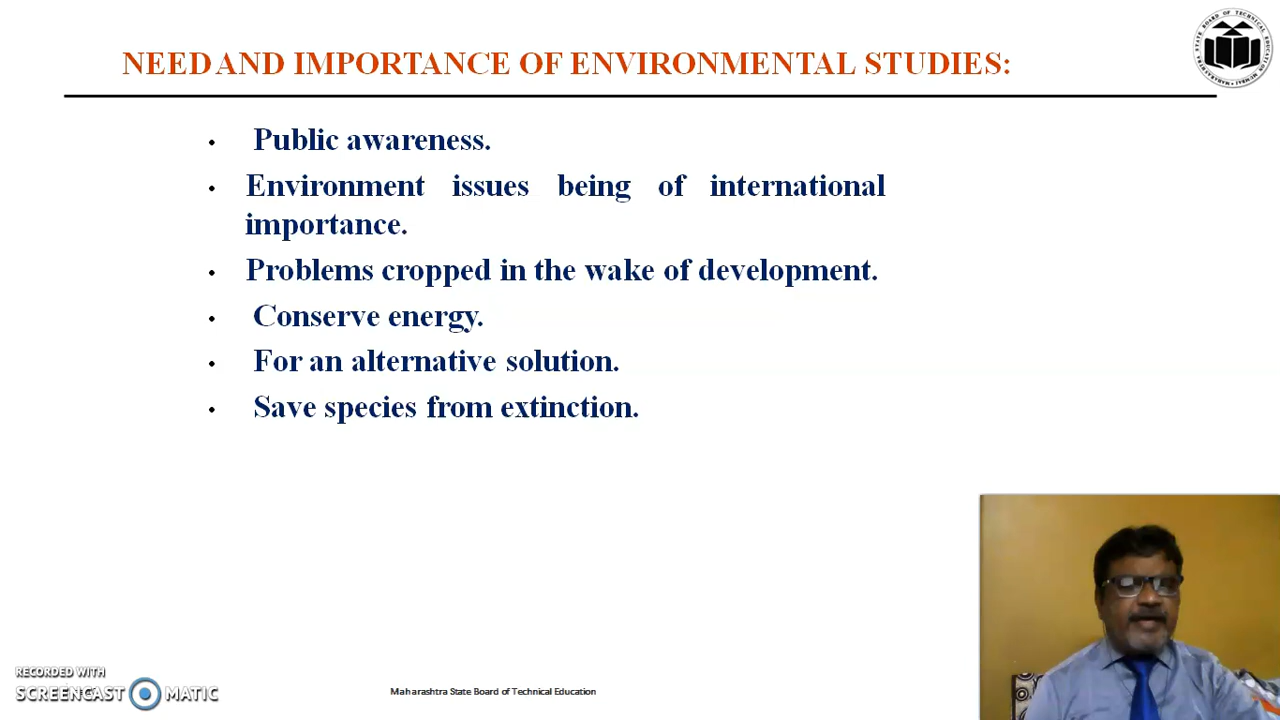 NEED AND IMPORTANCE OF ENVIRONMENTAL STUDIES:
• Public awareness.
• Environment issues being of international
importance.
• Problems cropped in the wake of development.
• Conserve energy.
• For an alternative solution.
• Save species from extinction.
RECORDED WITH
SCREENCAST MATIC
Maharashtra State Board of Technical Education